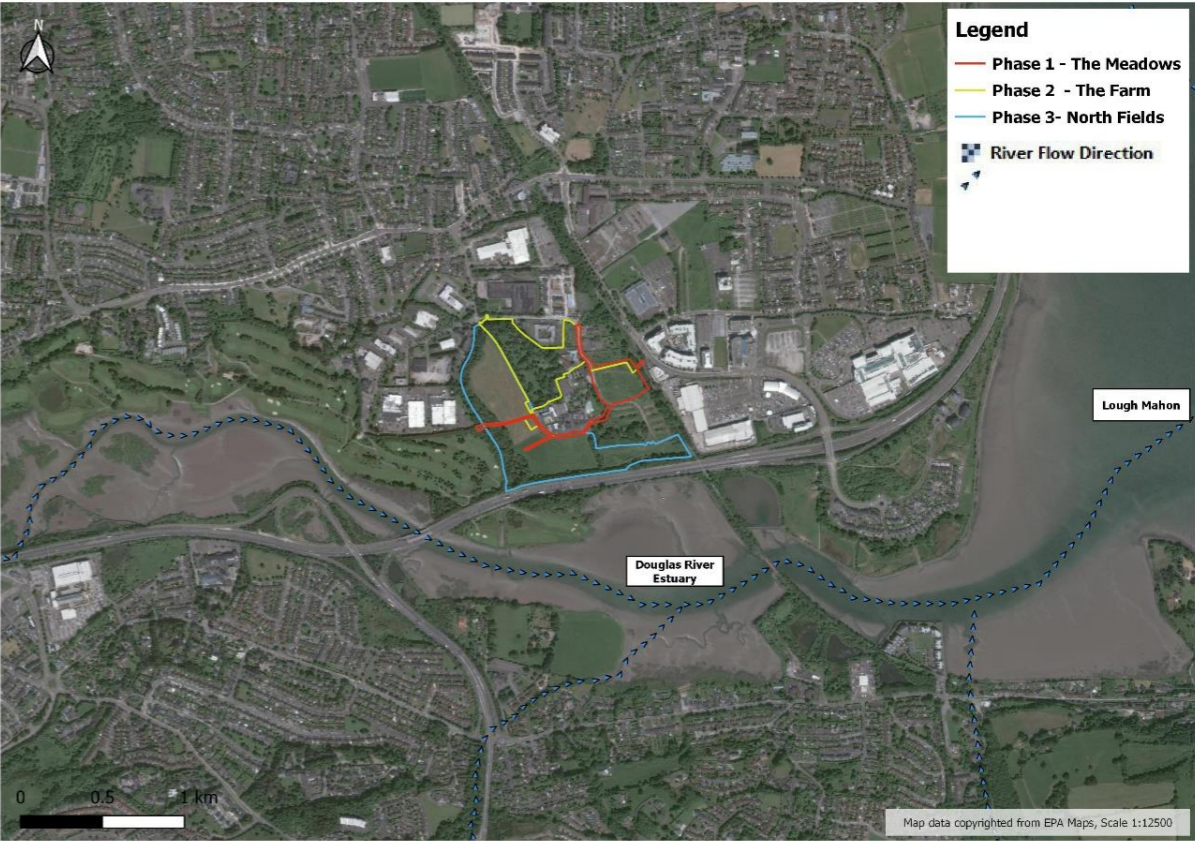 N
Legend
Phase 1 - The Meadows
Phase 2 - The Farm
Phase 3- North Fields
River Flow Direction
Lough Mahon
Douglas River
Estuary
0 0.5 1 km
Map data copyrighted from EPA Maps, Scale 1:12500